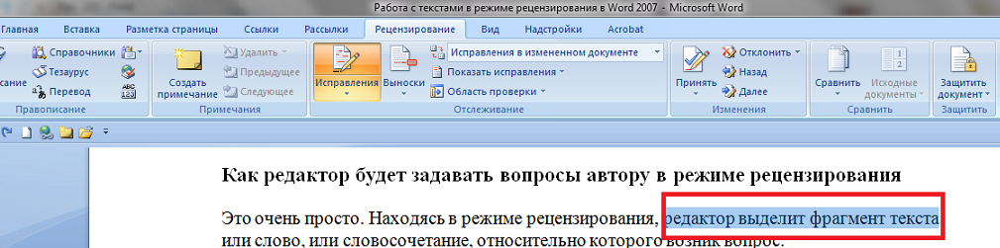 Работа с текстами в режиме рецензирования в Word 2007 - Microsoft Word
Главная Вставка Разметка страницы Ссылки Рассылки Рецензирование Вид Надстройки Acrobat
Справочники Удалить Исправления в измененном документе Отклонить
Тезаурус Предыдущее Показать исправления Назад
Перевод Следующее Область проверки Далее
ABC
123
Создать примечание
Исправления Выноски
Принять
Сравнить Исходные документы
Защитить документ
Правописание Примечания Отслеживание Изменения Сравнить Защитить
Как редактор будет задавать вопросы автору в режиме рецензирования
Это очень просто. Находясь в режиме рецензирования, редактор выделит фрагмент текста
или слово, или словосочетание, относительно которого возник вопрос.